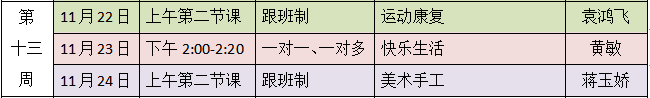 第十三周
11月22日 上午第二节课 跟班制 运动康复 袁鸿飞
11月23日 下午 2:00-2:20 一对一、一对多 快乐生活 黄敏
11月24日 上午第二节课 跟班制 美术手工 蒋玉娇